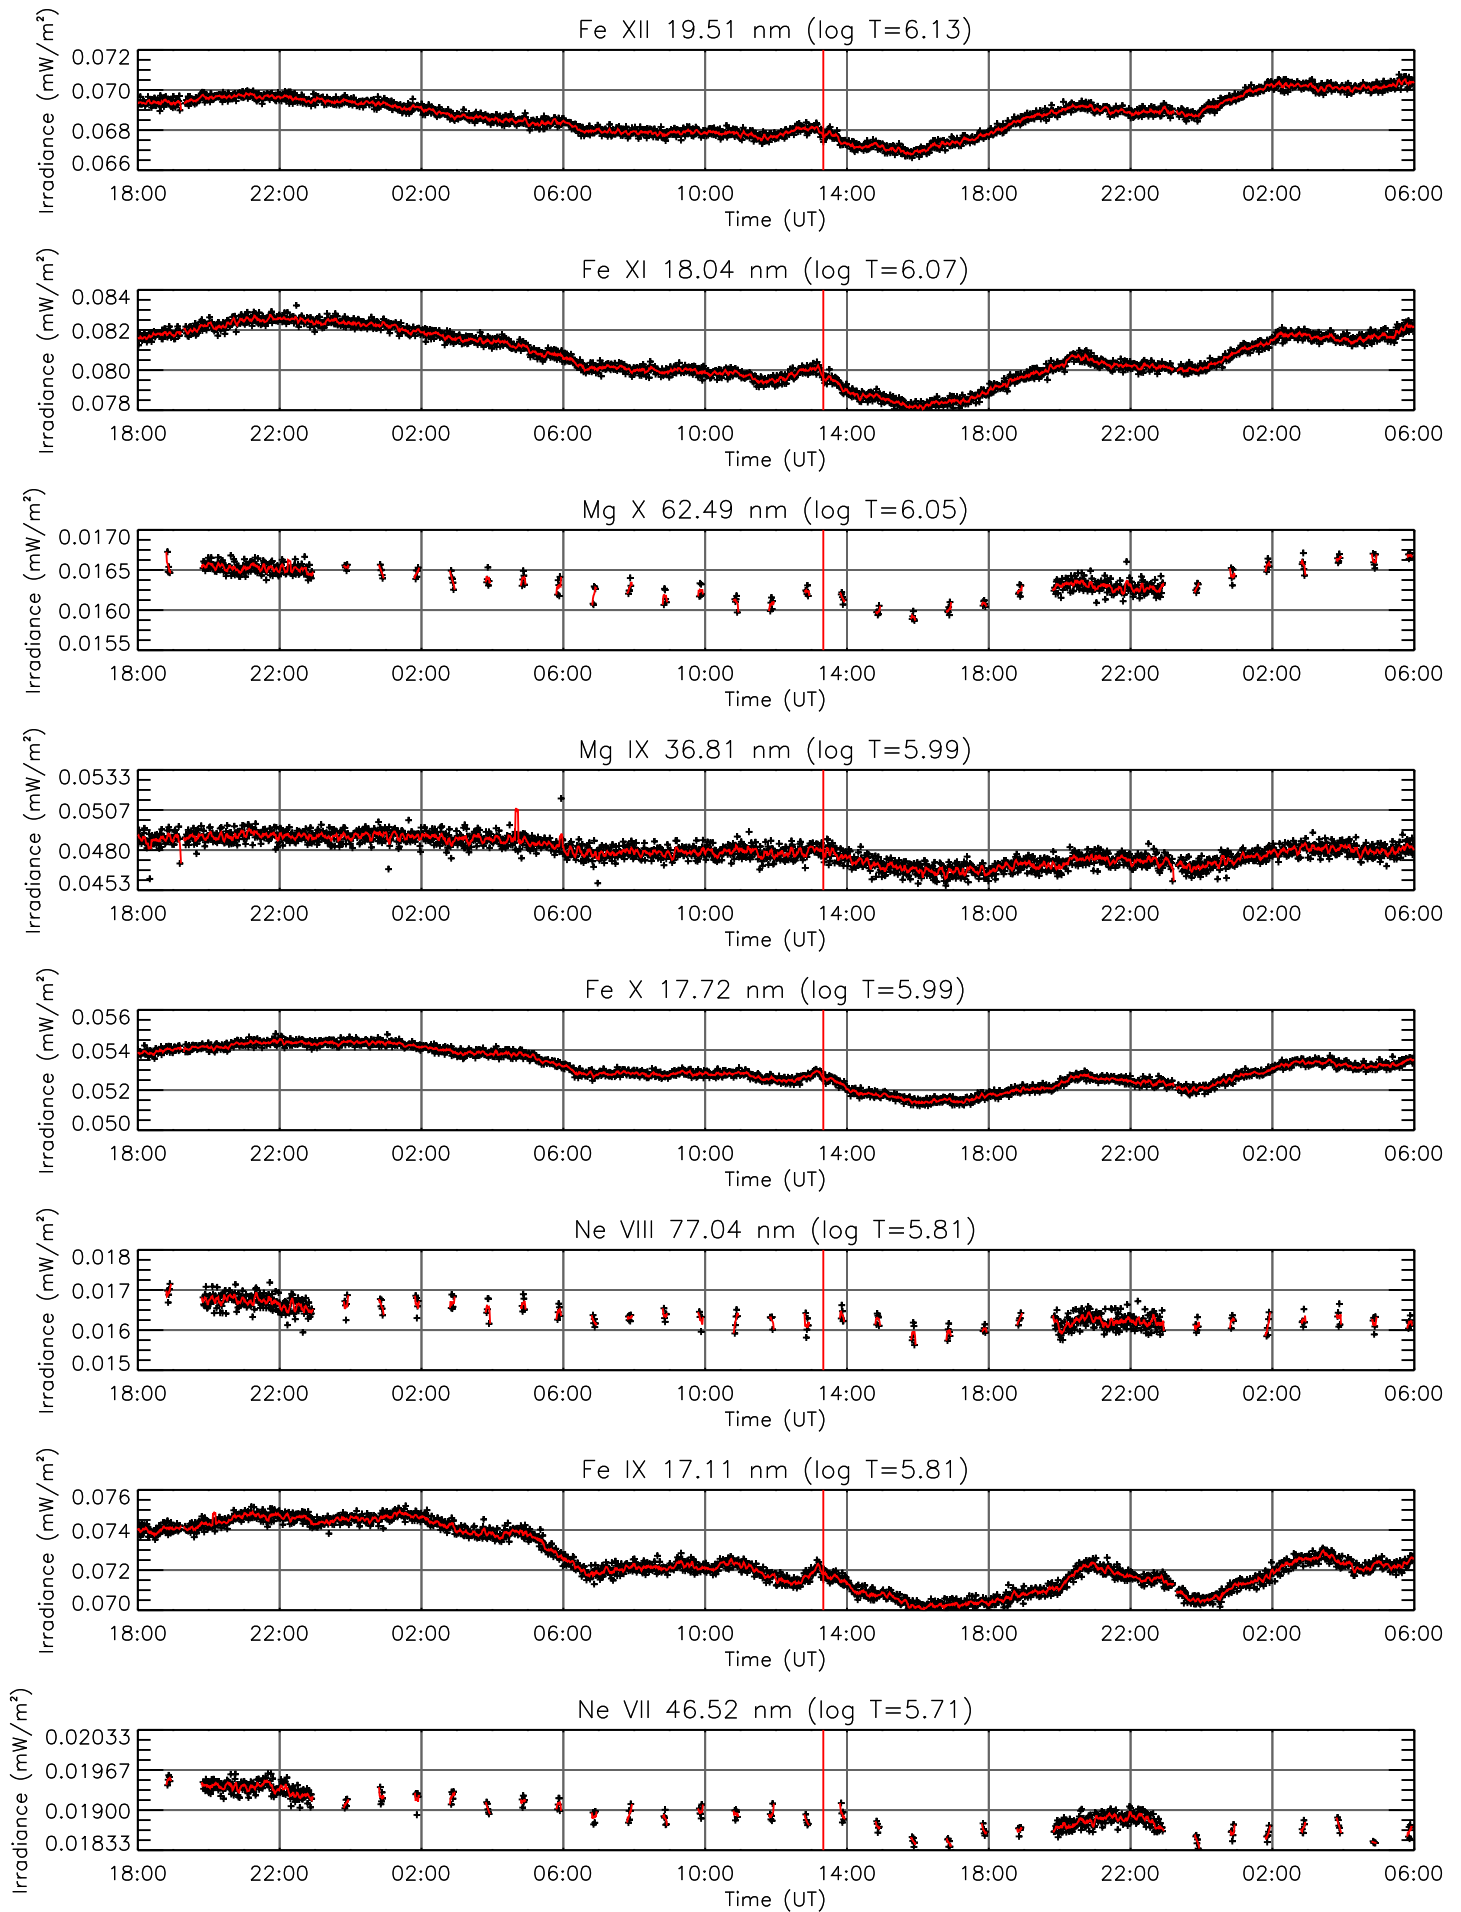 Fe XII 19.51 nm (log T=6.13)
Irradiance (mW/m²)
0.072
0.070
0.068
0.066
18:00 22:00 02:00 06:00 10:00 14:00 18:00 22:00 02:00 06:00
Time (UT)
Fe XI 18.04 nm (log T=6.07)
Irradiance (mW/m²)
0.084
0.082
0.080
0.078
18:00 22:00 02:00 06:00 10:00 14:00 18:00 22:00 02:00 06:00
Time (UT)
Mg X 62.49 nm (log T=6.05)
Irradiance (mW/m²)
0.0170
0.0165
0.0160
0.0155
18:00 22:00 02:00 06:00 10:00 14:00 18:00 22:00 02:00 06:00
Time (UT)
Mg IX 36.81 nm (log T=5.99)
Irradiance (mW/m²)
0.0533
0.0507
0.0480
0.0453
18:00 22:00 02:00 06:00 10:00 14:00 18:00 22:00 02:00 06:00
Time (UT)
Fe X 17.72 nm (log T=5.99)
Irradiance (mW/m²)
0.056
0.054
0.052
0.050
18:00 22:00 02:00 06:00 10:00 14:00 18:00 22:00 02:00 06:00
Time (UT)
Ne VIII 77.04 nm (log T=5.81)
Irradiance (mW/m²)
0.018
0.017
0.016
0.015
18:00 22:00 02:00 06:00 10:00 14:00 18:00 22:00 02:00 06:00
Time (UT)
Fe IX 17.11 nm (log T=5.81)
Irradiance (mW/m²)
0.076
0.074
0.072
0.070
18:00 22:00 02:00 06:00 10:00 14:00 18:00 22:00 02:00 06:00
Time (UT)
Ne VII 46.52 nm (log T=5.71)
Irradiance (mW/m²)
0.02033
0.01967
0.01900
0.01833
18:00 22:00 02:00 06:00 10:00 14:00 18:00 22:00 02:00 06:00
Time (UT)